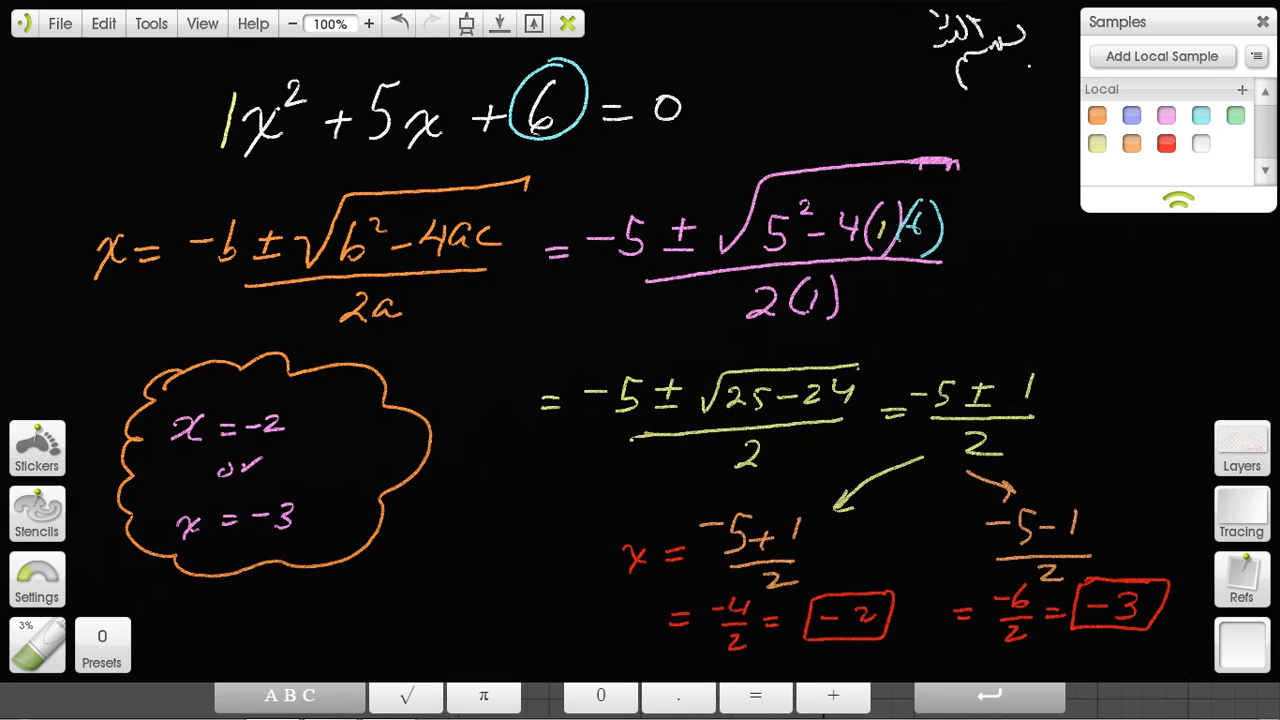 File Edit Tools View Help 100%
Samples
Add Local Sample
Local
بسم الله
1x² + 5x + 6 = 0
x = (-b ± √(b² - 4ac)) / 2a = (-5 ± √(5² - 4(1)(6))) / 2(1)
= (-5 ± √(25 - 24)) / 2 = (-5 ± 1) / 2
x = -2
or
x = -3
x = (-5 + 1) / 2
(-5 - 1) / 2
= -4/2 = -2
= -6/2 = -3
Stickers
Stencils
Settings
3%
0
Presets
Layers
Tracing
Refs
A B C √ π 0 . = +